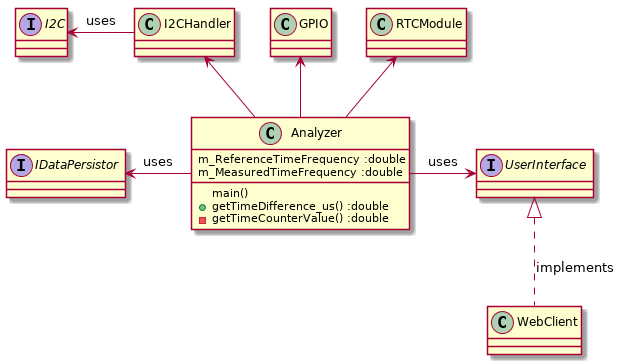 I I2C
uses
C I2CHandler
C GPIO
C RTCModule
C Analyzer
m_ReferenceTimeFrequency :double
m_MeasuredTimeFrequency :double
main()
getTimeDifference_us() :double
getTimeCounterValue() :double
I IDataPersistor
uses
uses
I UserInterface
implements
C WebClient